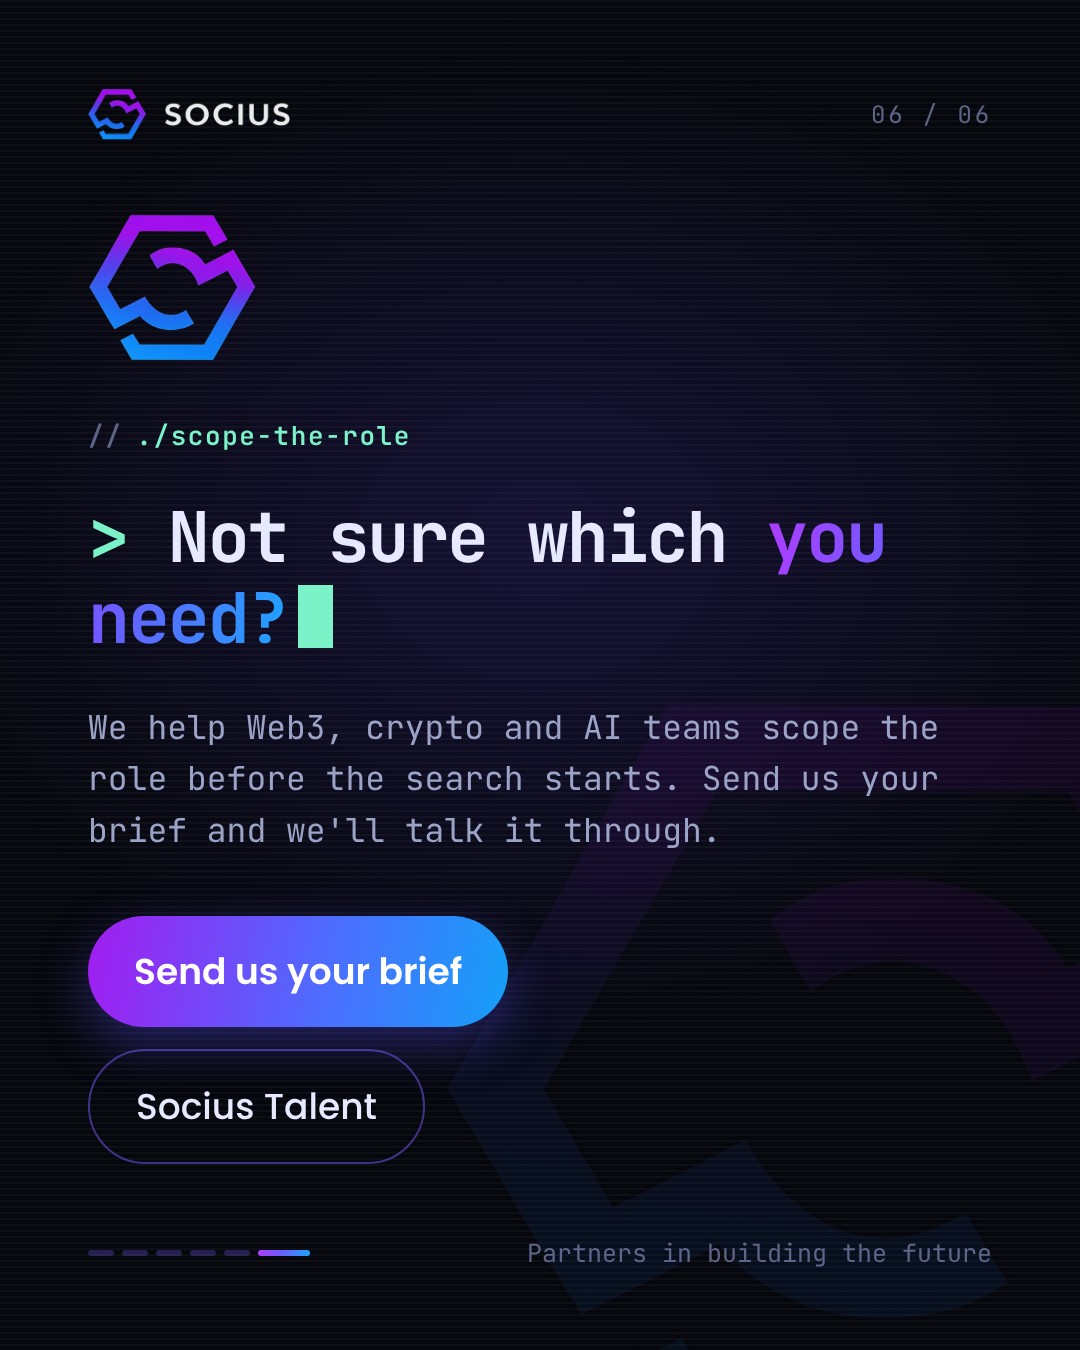 SOCIUS
06 / 06
// ./scope-the-role
> Not sure which you
need?
We help Web3, crypto and AI teams scope the
role before the search starts. Send us your
brief and we'll talk it through.
Send us your brief
Socius Talent
Partners in building the future